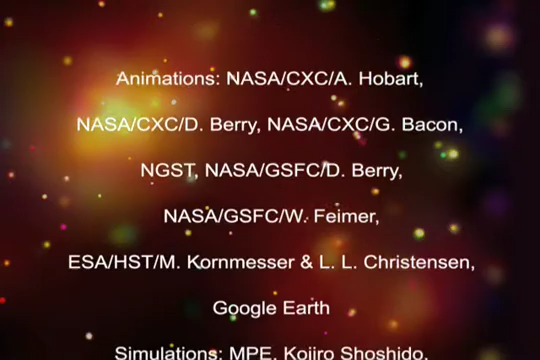 Animations: NASA/CXC/A. Hobart,
NASA/CXC/D. Berry, NASA/CXC/G. Bacon,
NGST, NASA/GSFC/D. Berry,
NASA/GSFC/W. Feimer,
ESA/HST/M. Kornmesser & L. L. Christensen,
Google Earth
Simulations: MPE, Kojiro Shoshido,